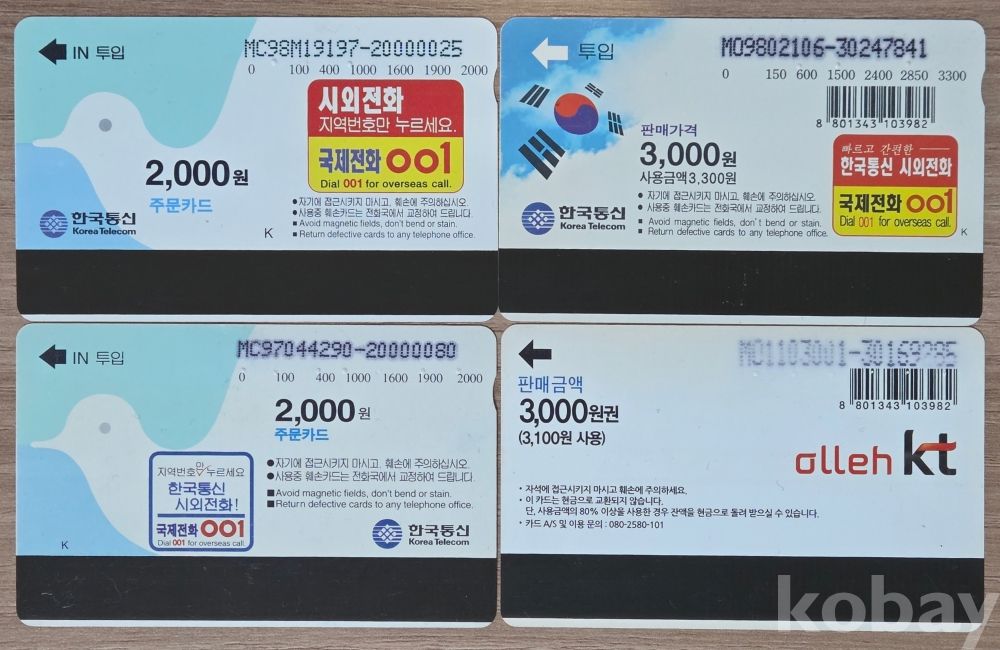 IN 투입
MC98M19197-20000025
0 100 400 1000 1600 1900 2000
시외전화
지역번호만 누르세요.
국제전화 001
Dial 001 for overseas call.
2,000원
주문카드
한국통신
Korea Telecom
●자기에 접근시키지 마시고, 훼손에 주의하십시오.
●사용중 훼손카드는 전화국에서 교정하여 드립니다.
■Avoid magnetic fields, don't bend or stain.
■Return defective cards to any telephone office.
K
투입
MO9802106-30247841
0 150 600 1500 2400 2850 3300
8 801343 103982
판매가격
3,000원
사용금액3,300원
빠르고 간편한
한국통신 시외전화
국제전화 001
Dial 001 for overseas call.
한국통신
Korea Telecom
●자기에 접근시키지 마시고, 훼손에 주의하십시오.
●사용중 훼손카드는 전화국에서 교정하여 드립니다.
■Avoid magnetic fields, don't bend or stain.
■Return defective cards to any telephone office.
K
IN 투입
MC97044290-20000080
0 100 400 1000 1600 1900 2000
2,000원
주문카드
지역번호만누르세요
한국통신
시외전화!
국제전화 001
Dial 001 for overseas call.
●자기에 접근시키지 마시고, 훼손에 주의하십시오.
●사용중 훼손카드는 전화국에서 교정하여 드립니다.
■Avoid magnetic fields, don't bend or stain.
■Return defective cards to any telephone office.
한국통신
Korea Telecom
K
8 801343 103982
판매금액
3,000원권
(3,100원 사용)
olleh kt
• 자석에 접근시키지 마시고 훼손에 주의하세요.
• 이 카드는 현금으로 교환되지 않습니다.
단, 사용금액의 80% 이상을 사용한 경우 잔액을 현금으로 돌려 받으실 수 있습니다.
• 카드 A/S 및 이용 문의 : 080-2580-101
kobay